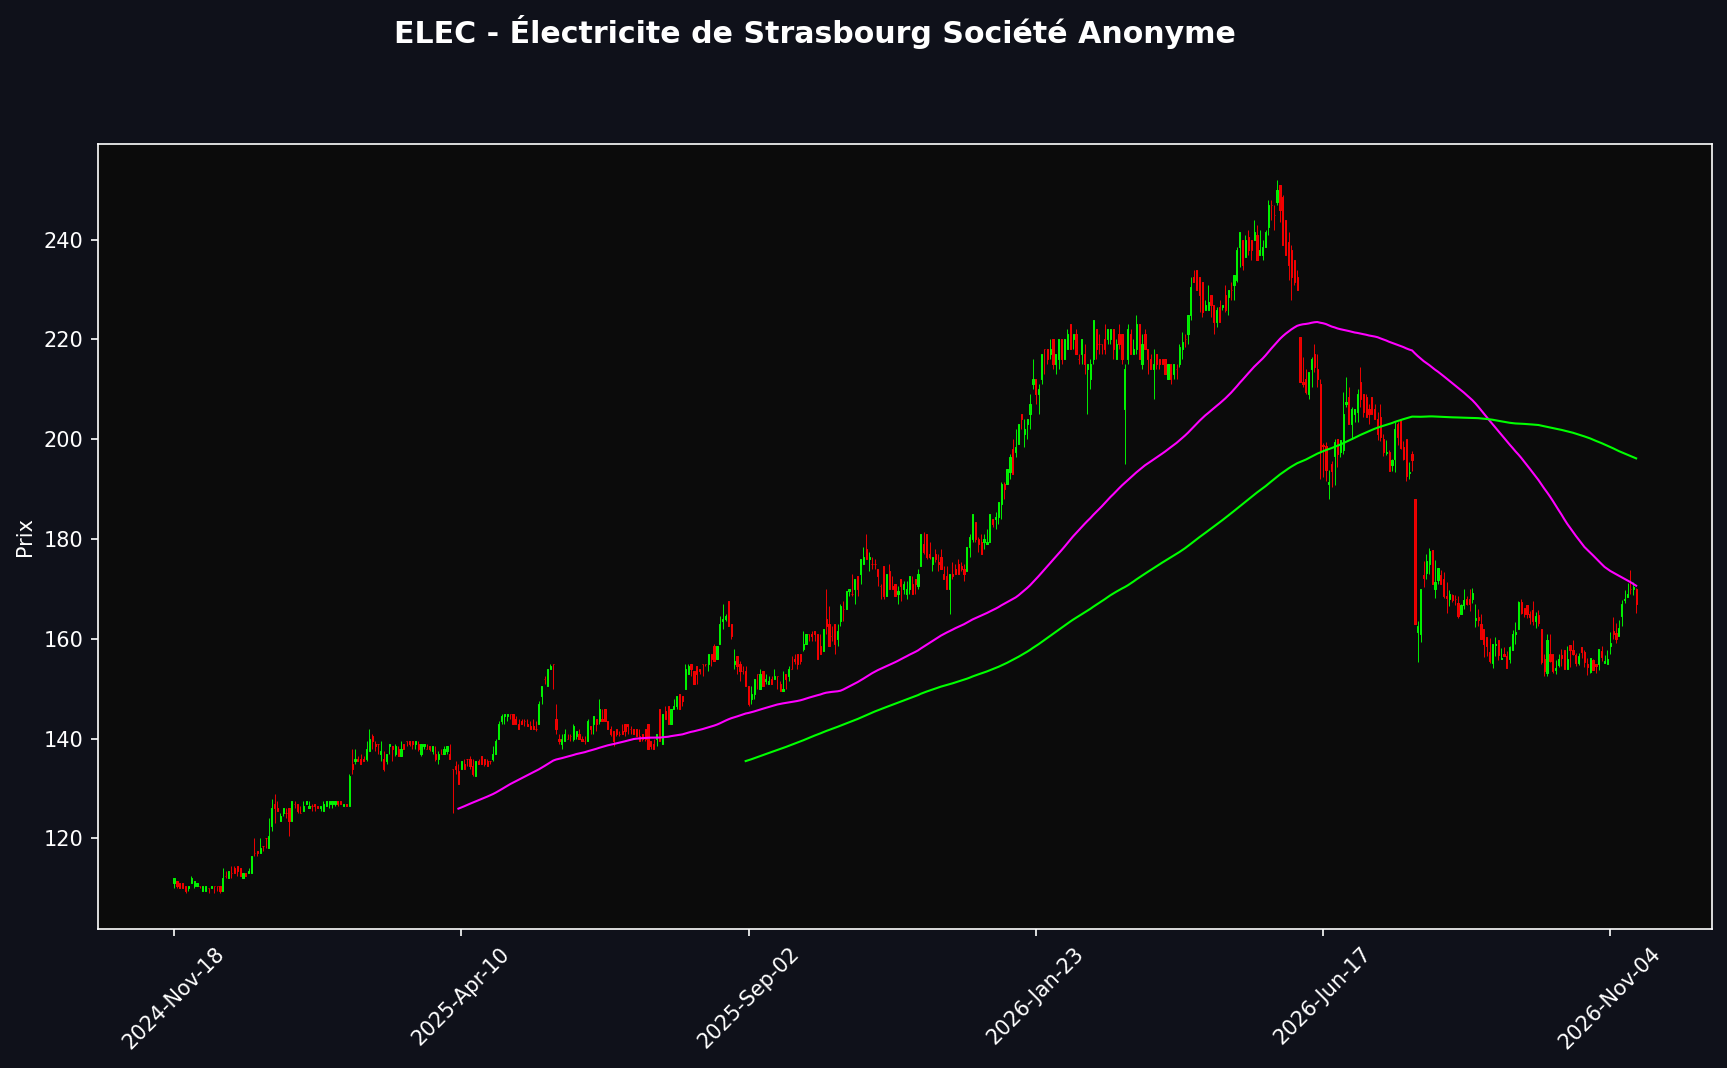 ELEC - Électricite de Strasbourg Société Anonyme
Prix
240
220
200
180
160
140
120
2024-Nov-18
2025-Apr-10
2025-Sep-02
2026-Jan-23
2026-Jun-17
2026-Nov-04